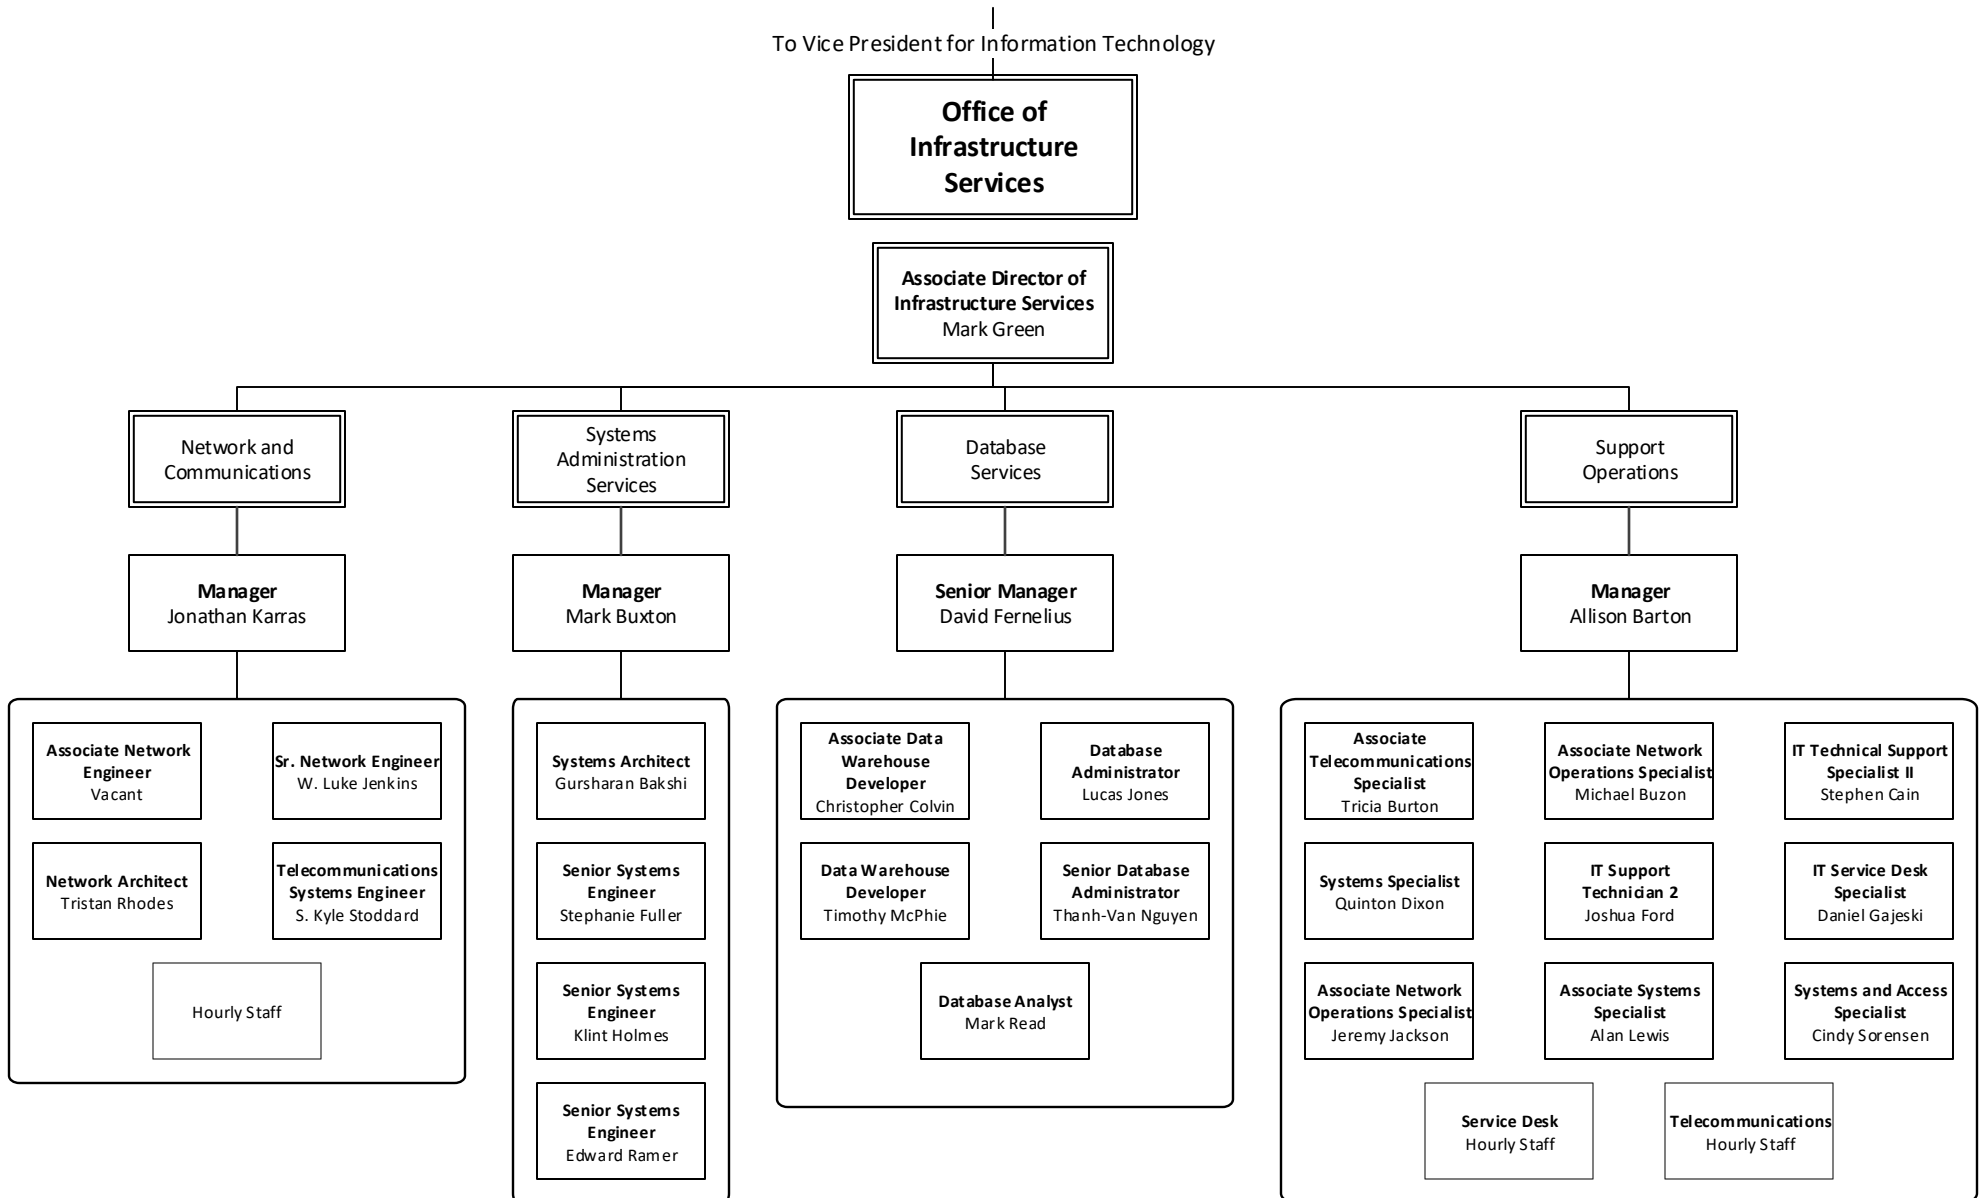 To Vice President for Information Technology
Office of
Infrastructure
Services
Associate Director of
Infrastructure Services
Mark Green
Network and
Communications
Systems
Administration
Services
Database
Services
Support
Operations
Manager
Jonathan Karras
Manager
Mark Buxton
Senior Manager
David Fernelius
Manager
Allison Barton
Associate Network
Engineer
Vacant
Sr. Network Engineer
W. Luke Jenkins
Network Architect
Tristan Rhodes
Telecommunications
Systems Engineer
S. Kyle Stoddard
Hourly Staff
Systems Architect
Gursharan Bakshi
Senior Systems
Engineer
Stephanie Fuller
Senior Systems
Engineer
Klint Holmes
Senior Systems
Engineer
Edward Ramer
Associate Data
Warehouse
Developer
Christopher Colvin
Database
Administrator
Lucas Jones
Data Warehouse
Developer
Timothy McPhie
Senior Database
Administrator
Thanh-Van Nguyen
Database Analyst
Mark Read
Associate
Telecommunications
Specialist
Tricia Burton
Associate Network
Operations Specialist
Michael Buzon
IT Technical Support
Specialist II
Stephen Cain
Systems Specialist
Quinton Dixon
IT Support
Technician 2
Joshua Ford
IT Service Desk
Specialist
Daniel Gajeski
Associate Network
Operations Specialist
Jeremy Jackson
Associate Systems
Specialist
Alan Lewis
Systems and Access
Specialist
Cindy Sorensen
Service Desk
Hourly Staff
Telecommunications
Hourly Staff